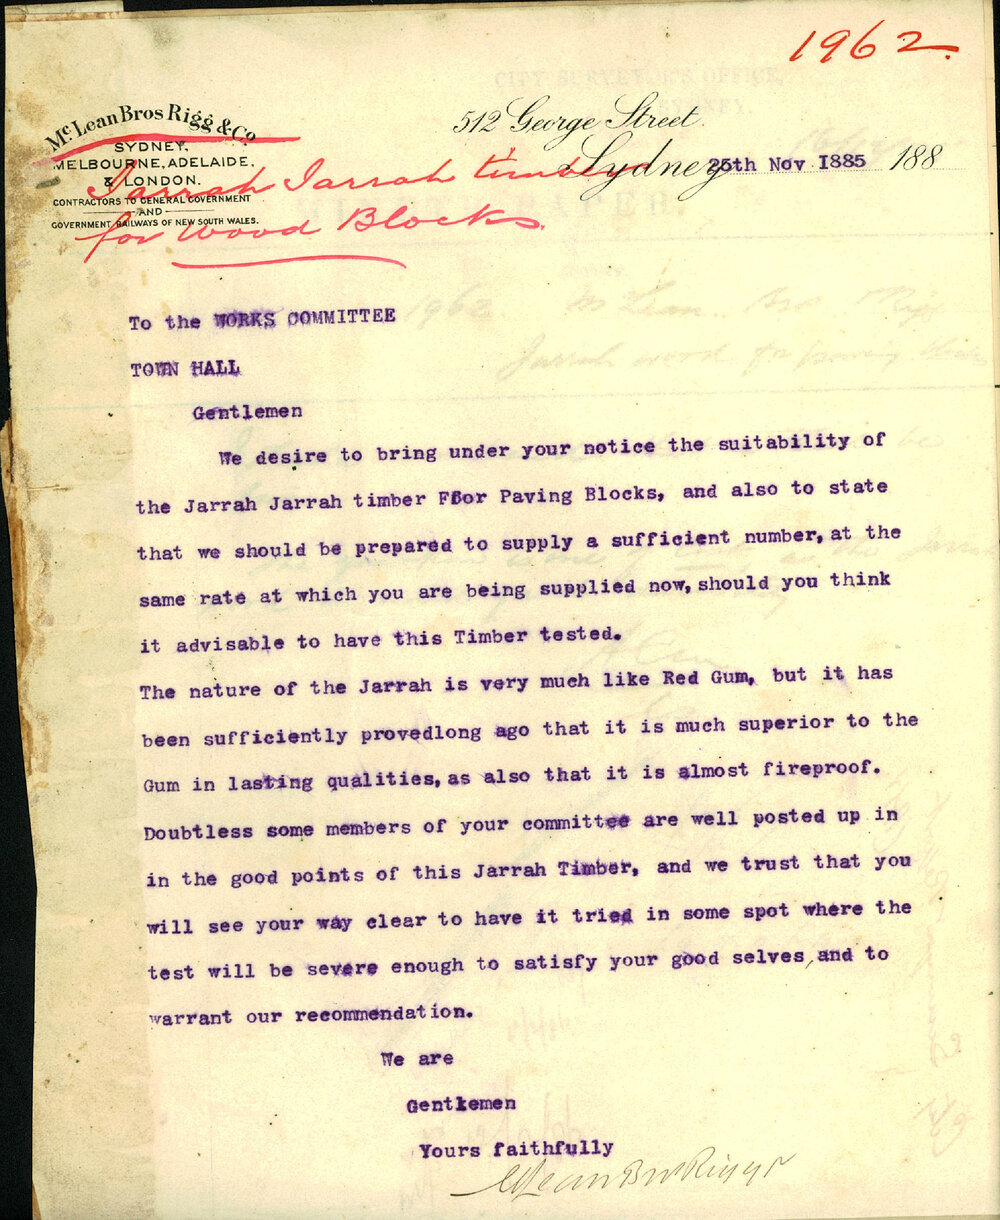 1962.
512 George Street.
Sydney 25th Nov 1885 188
Mc. Lean Bros Rigg & Co.
SYDNEY.
MELBOURNE, ADELAIDE,
& LONDON.
CONTRACTORS TO GENERAL GOVERNMENT
AND
GOVERNMENT RAILWAYS OF NEW SOUTH WALES.
Jarrah Jarrah timber
for Wood Blocks.
To the WORKS COMMITTEE
TOWN HALL
Gentlemen
We desire to bring under your notice the suitability of
the Jarrah Jarrah timber FBor Paving Blocks, and also to state
that we should be prepared to supply a sufficient number, at the
same rate at which you are being supplied now, should you think
it advisable to have this Timber tested.
The nature of the Jarrah is very much like Red Gum, but it has
been sufficiently provedlong ago that it is much superior to the
Gum in lasting qualities, as also that it is almost fireproof.
Doubtless some members of your committee are well posted up in
in the good points of this Jarrah Timber, and we trust that you
will see your way clear to have it tried in some spot where the
test will be severe enough to satisfy your good selves, and to
warrant our recommendation.
We are
Gentlemen
Yours faithfully
McLean Bros Rigg